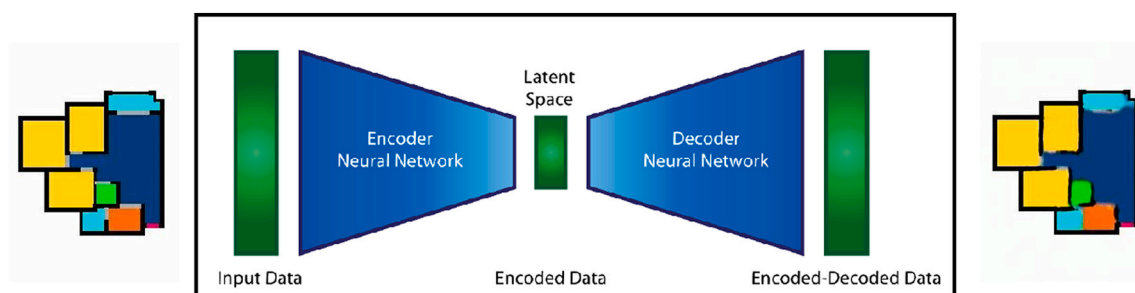 Latent
Space
Encoder
Neural Network
Decoder
Neural Network
Input Data
Encoded Data
Encoded-Decoded Data